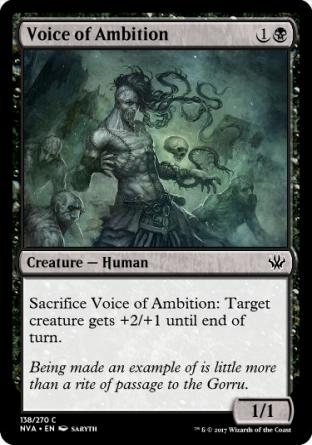 Voice of Ambition 1
Creature — Human
Sacrifice Voice of Ambition: Target
creature gets +2/+1 until end of
turn.
Being made an example of is little more
than a rite of passage to the Gorru.
1/1
138/270 C
NVA • EN SARYTH
™ & © 2017 Wizards of the Coast